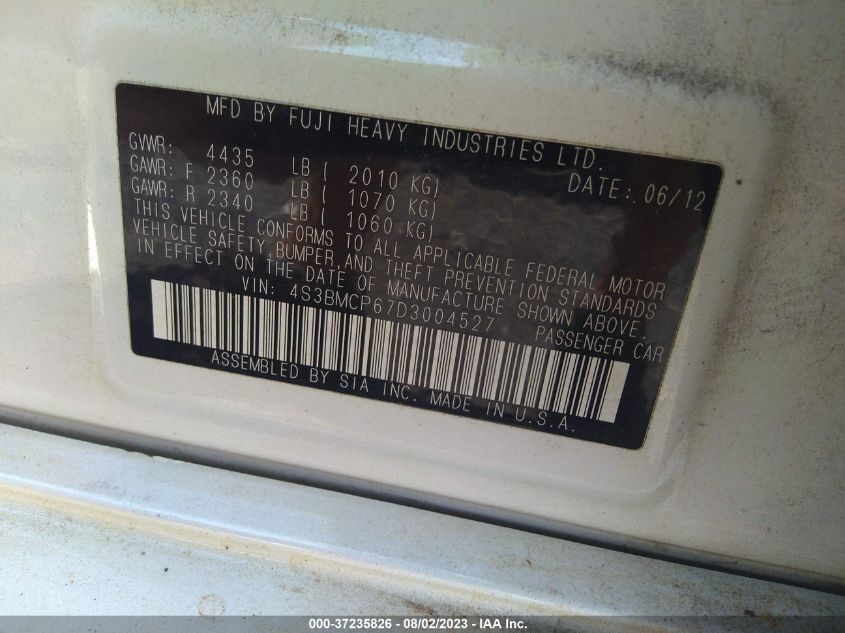 MFD BY FUJI HEAVY INDUSTRIES LTD.
GVWR: 4435 LB ( 2010 KG) DATE: 06/12
GAWR: F 2360 LB ( 1070 KG)
GAWR: R 2340 LB ( 1060 KG)
THIS VEHICLE CONFORMS TO ALL APPLICABLE FEDERAL MOTOR
VEHICLE SAFETY,BUMPER,AND THEFT PREVENTION STANDARDS
IN EFFECT ON THE DATE OF MANUFACTURE SHOWN ABOVE.
VIN: 4S3BMCP67D3004527 PASSENGER CAR
ASSEMBLED BY SIA INC. MADE IN U.S.A.
000-37235826 - 08/02/2023 - IAA Inc.